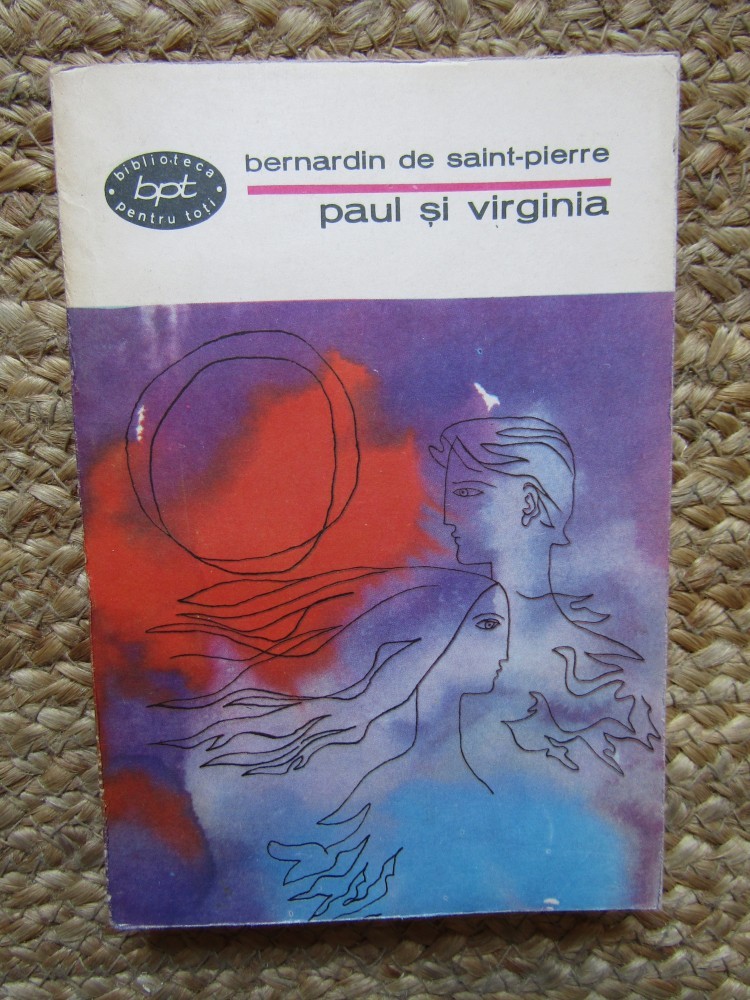 biblioteca
bpt
pentru toți
bernardin de saint-pierre
paul și virginia